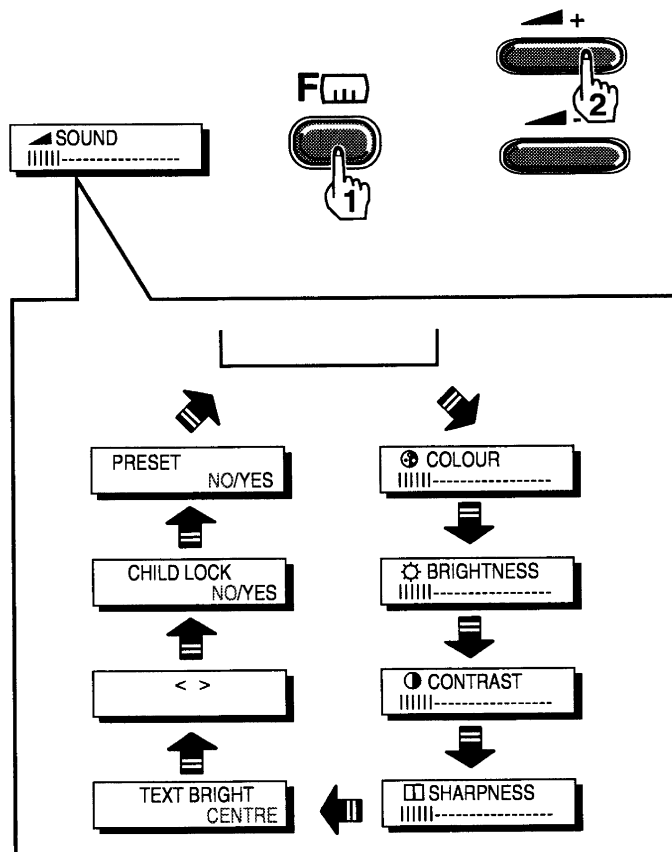 +
F
SOUND
-
2
1
PRESET
NO/YES
COLOUR
CHILD LOCK
NO/YES
BRIGHTNESS
< >
CONTRAST
TEXT BRIGHT
CENTRE
SHARPNESS